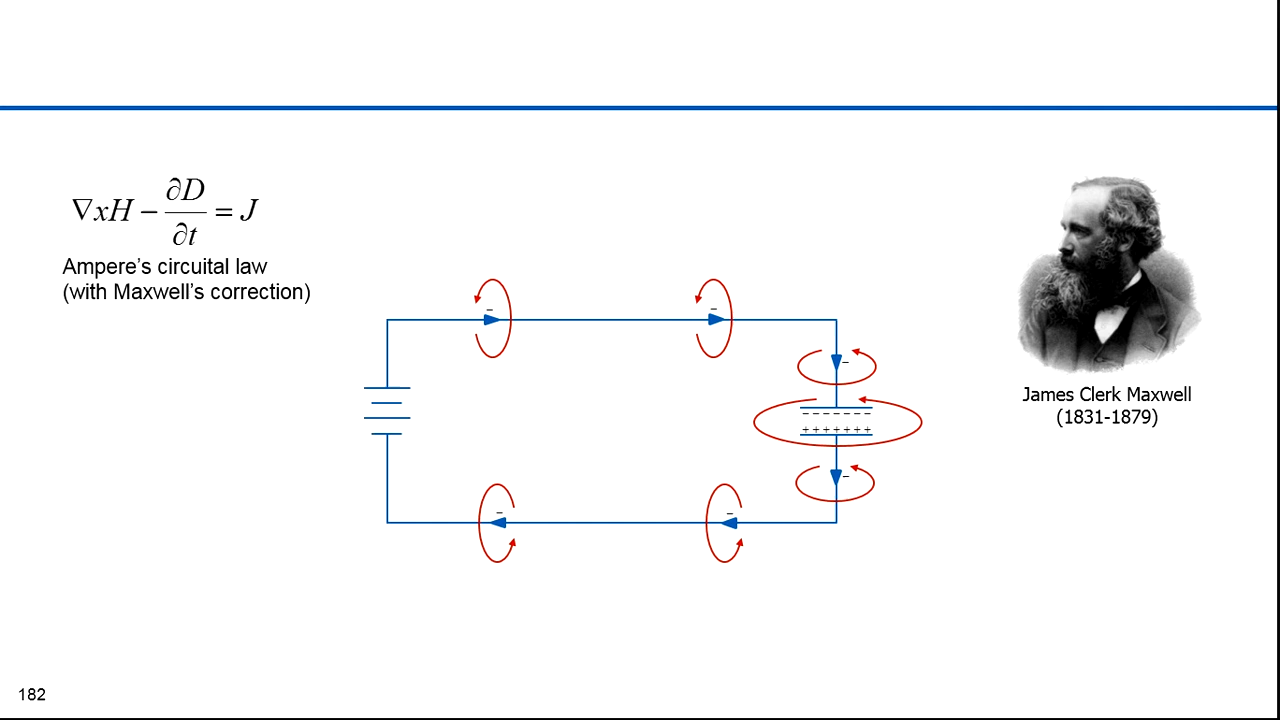 ∇xH − ∂D/∂t = J
Ampere’s circuital law
(with Maxwell’s correction)
−
−
−
− − − − − − −
+ + + + + + +
−
−
−
James Clerk Maxwell
(1831-1879)
182